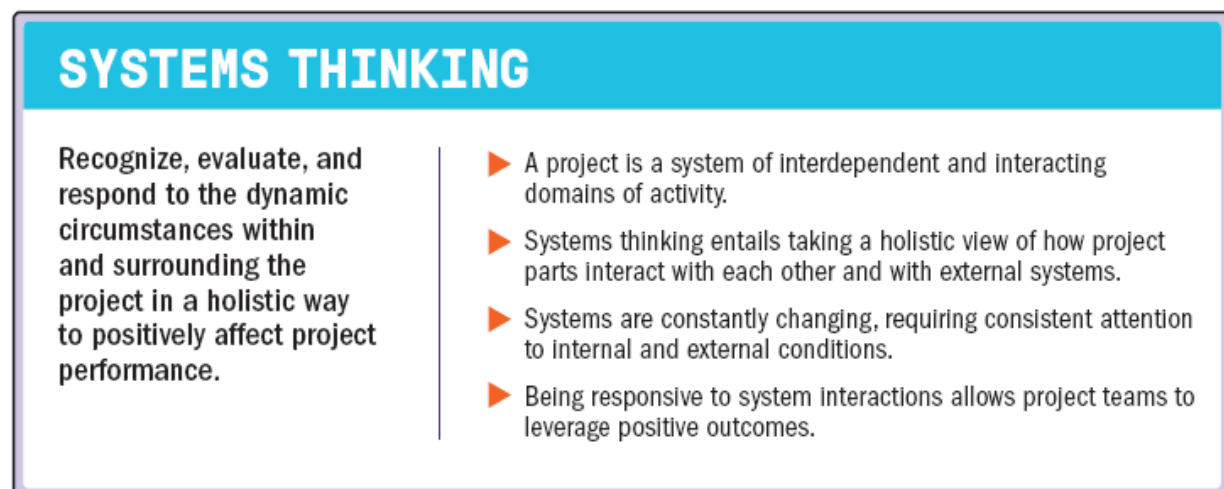 SYSTEMS THINKING
Recognize, evaluate, and
respond to the dynamic
circumstances within
and surrounding the
project in a holistic way
to positively affect project
performance.
A project is a system of interdependent and interacting
domains of activity.
Systems thinking entails taking a holistic view of how project
parts interact with each other and with external systems.
Systems are constantly changing, requiring consistent attention
to internal and external conditions.
Being responsive to system interactions allows project teams to
leverage positive outcomes.